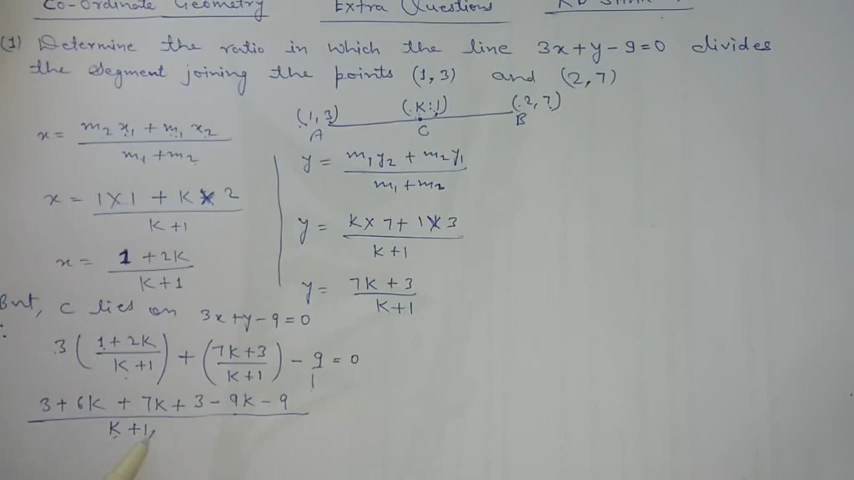 Co-Ordinate Geometry Extra Questions
(1) Determine the ratio in which the line 3x+y-9=0 divides
the segment joining the points (1,3) and (2,7)
(1,3) (K:1) (2,7)
A C B
x = m₂x₁ + m₁x₂ / m₁+m₂
x = 1×1 + K×2 / K+1
x = 1+2K / K+1
y = m₁y₂ + m₂y₁ / m₁+m₂
y = K×7+1×3 / K+1
y = 7K+3 / K+1
But, C lies on 3x+y-9=0
∴ 3(1+2K / K+1) + (7K+3 / K+1) - 9/1 = 0
3+6K+7K+3-9K-9 / K+1